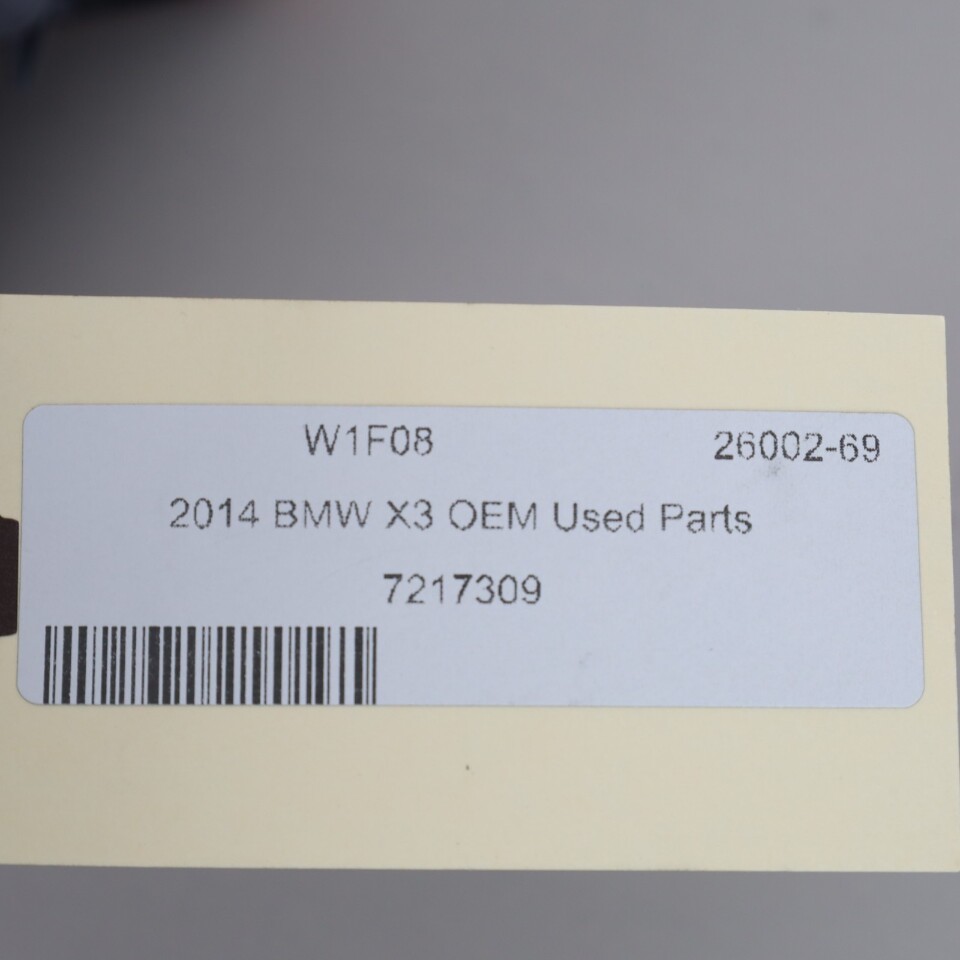 W1F08 26002-69
2014 BMW X3 OEM Used Parts
7217309